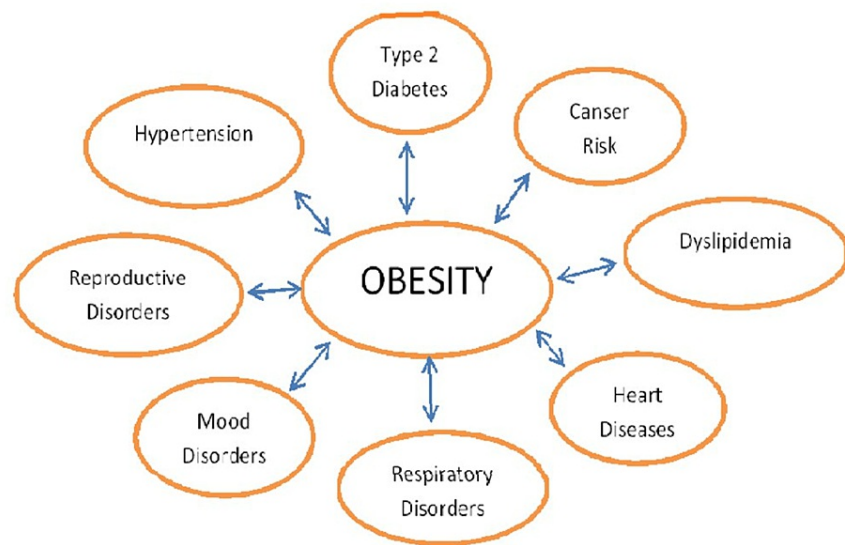 Type 2
Diabetes
Canser
Risk
Hypertension
Dyslipidemia
OBESITY
Reproductive
Disorders
Heart
Diseases
Mood
Disorders
Respiratory
Disorders